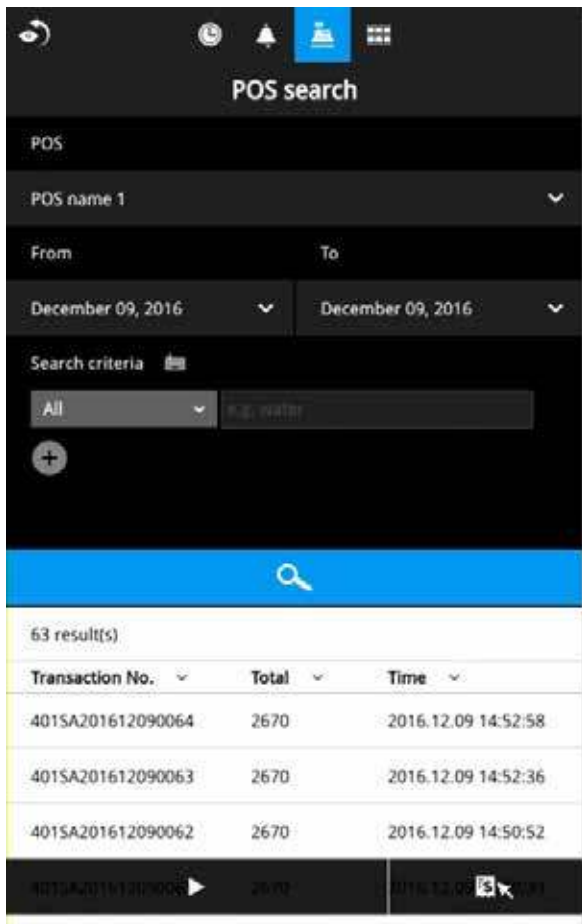 POS search
POS
POS name 1
From To
December 09, 2016 December 09, 2016
Search criteria
All e.g. water
63 result(s)
Transaction No. Total Time
401SA201612090064 2670 2016.12.09 14:52:58
401SA201612090063 2670 2016.12.09 14:52:36
401SA201612090062 2670 2016.12.09 14:50:52